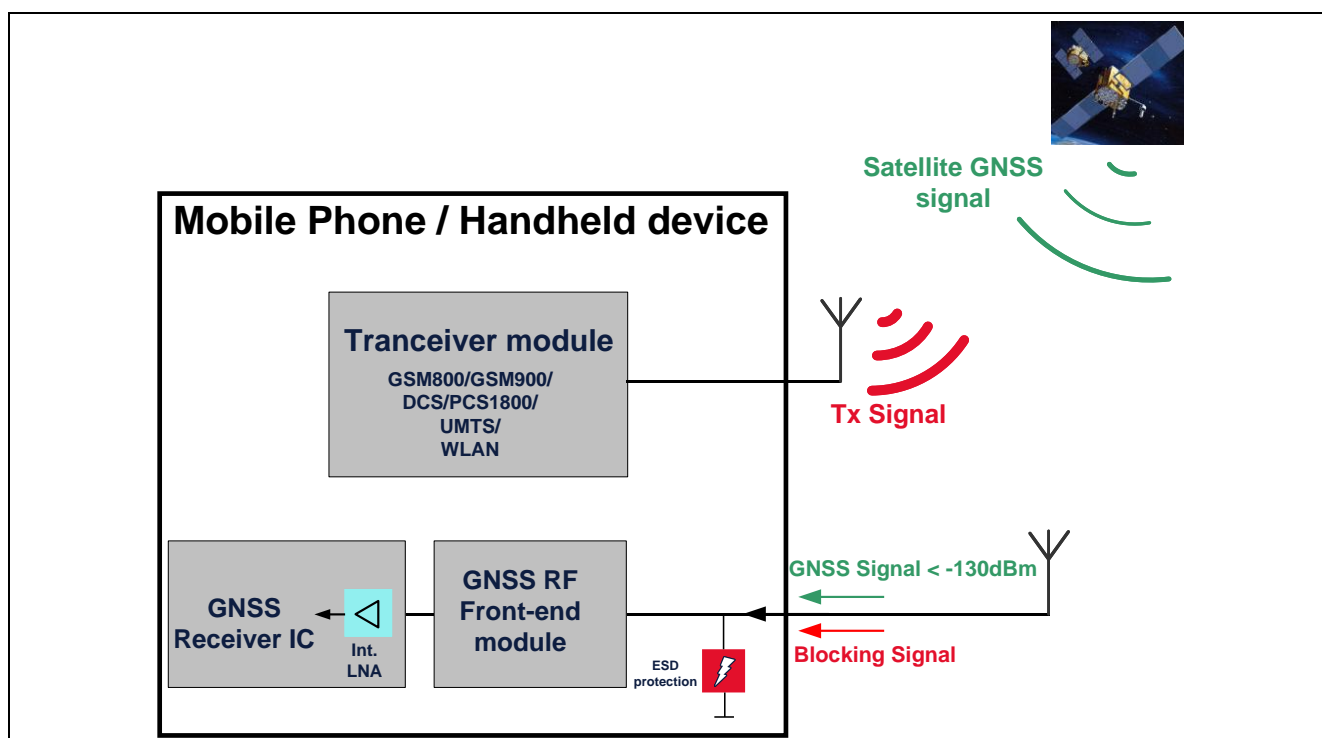 Satellite GNSS
signal
Mobile Phone / Handheld device
Tranceiver module
GSM800/GSM900/
DCS/PCS1800/
UMTS/
WLAN
Tx Signal
GNSS
Receiver IC
Int.
LNA
GNSS RF
Front-end
module
ESD
protection
GNSS Signal < -130dBm
Blocking Signal